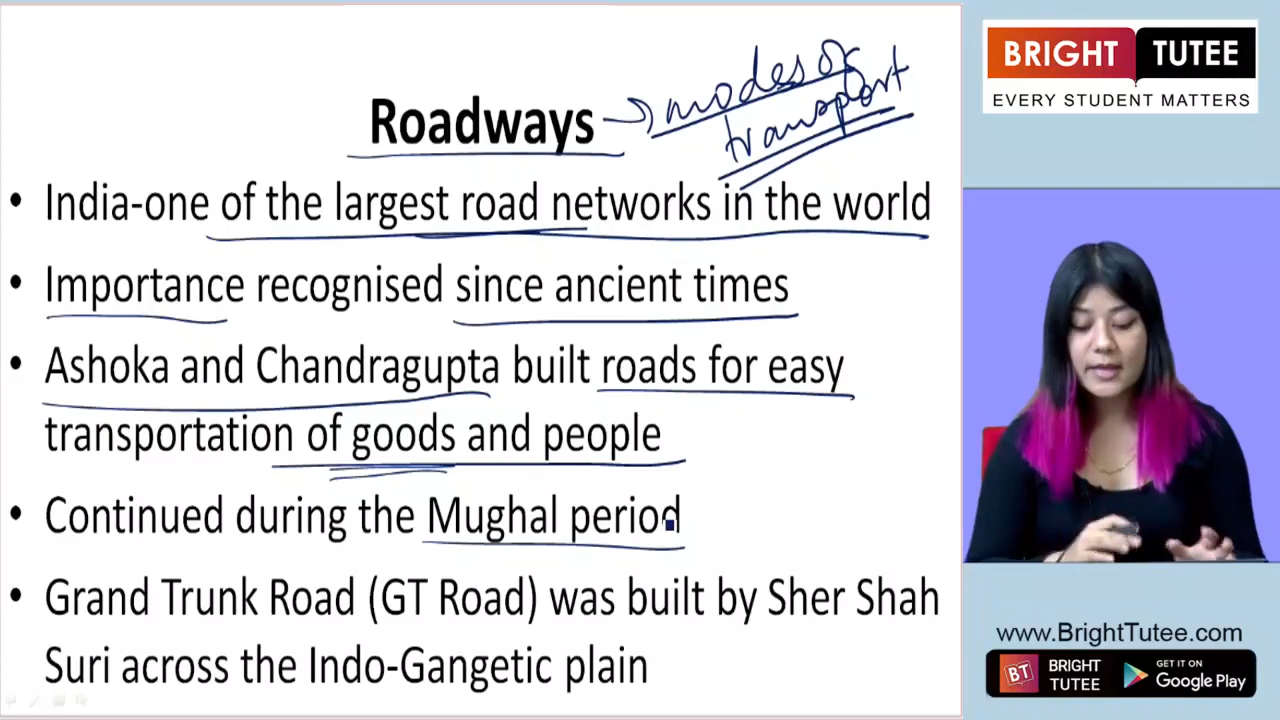 Roadways
modes of
transport
• India-one of the largest road networks in the world
• Importance recognised since ancient times
• Ashoka and Chandragupta built roads for easy
transportation of goods and people
• Continued during the Mughal period
• Grand Trunk Road (GT Road) was built by Sher Shah
Suri across the Indo-Gangetic plain
BRIGHT TUTEE
EVERY STUDENT MATTERS
www.BrightTutee.com
BT BRIGHT TUTEE
GET IT ON
Google Play